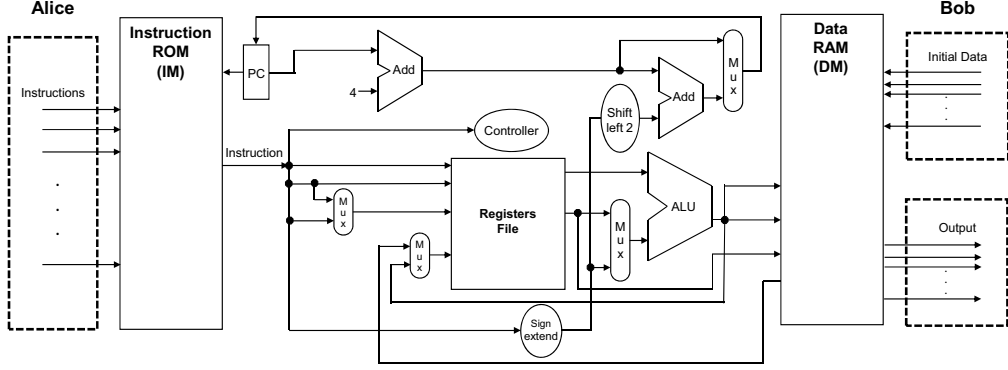 Alice
Instruction
ROM
(IM)
Data
RAM
(DM)
Bob
Instructions
.
.
.
PC
4
Add
Add
M
u
x
Shift
left 2
Controller
Instruction
M
u
x
Registers
File
M
u
x
M
u
x
ALU
Sign
extend
Initial Data
.
.
.
Output
.
.
.